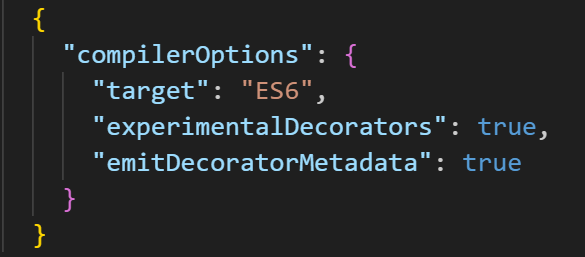 {
"compilerOptions": {
"target": "ES6",
"experimentalDecorators": true,
"emitDecoratorMetadata": true
}
}